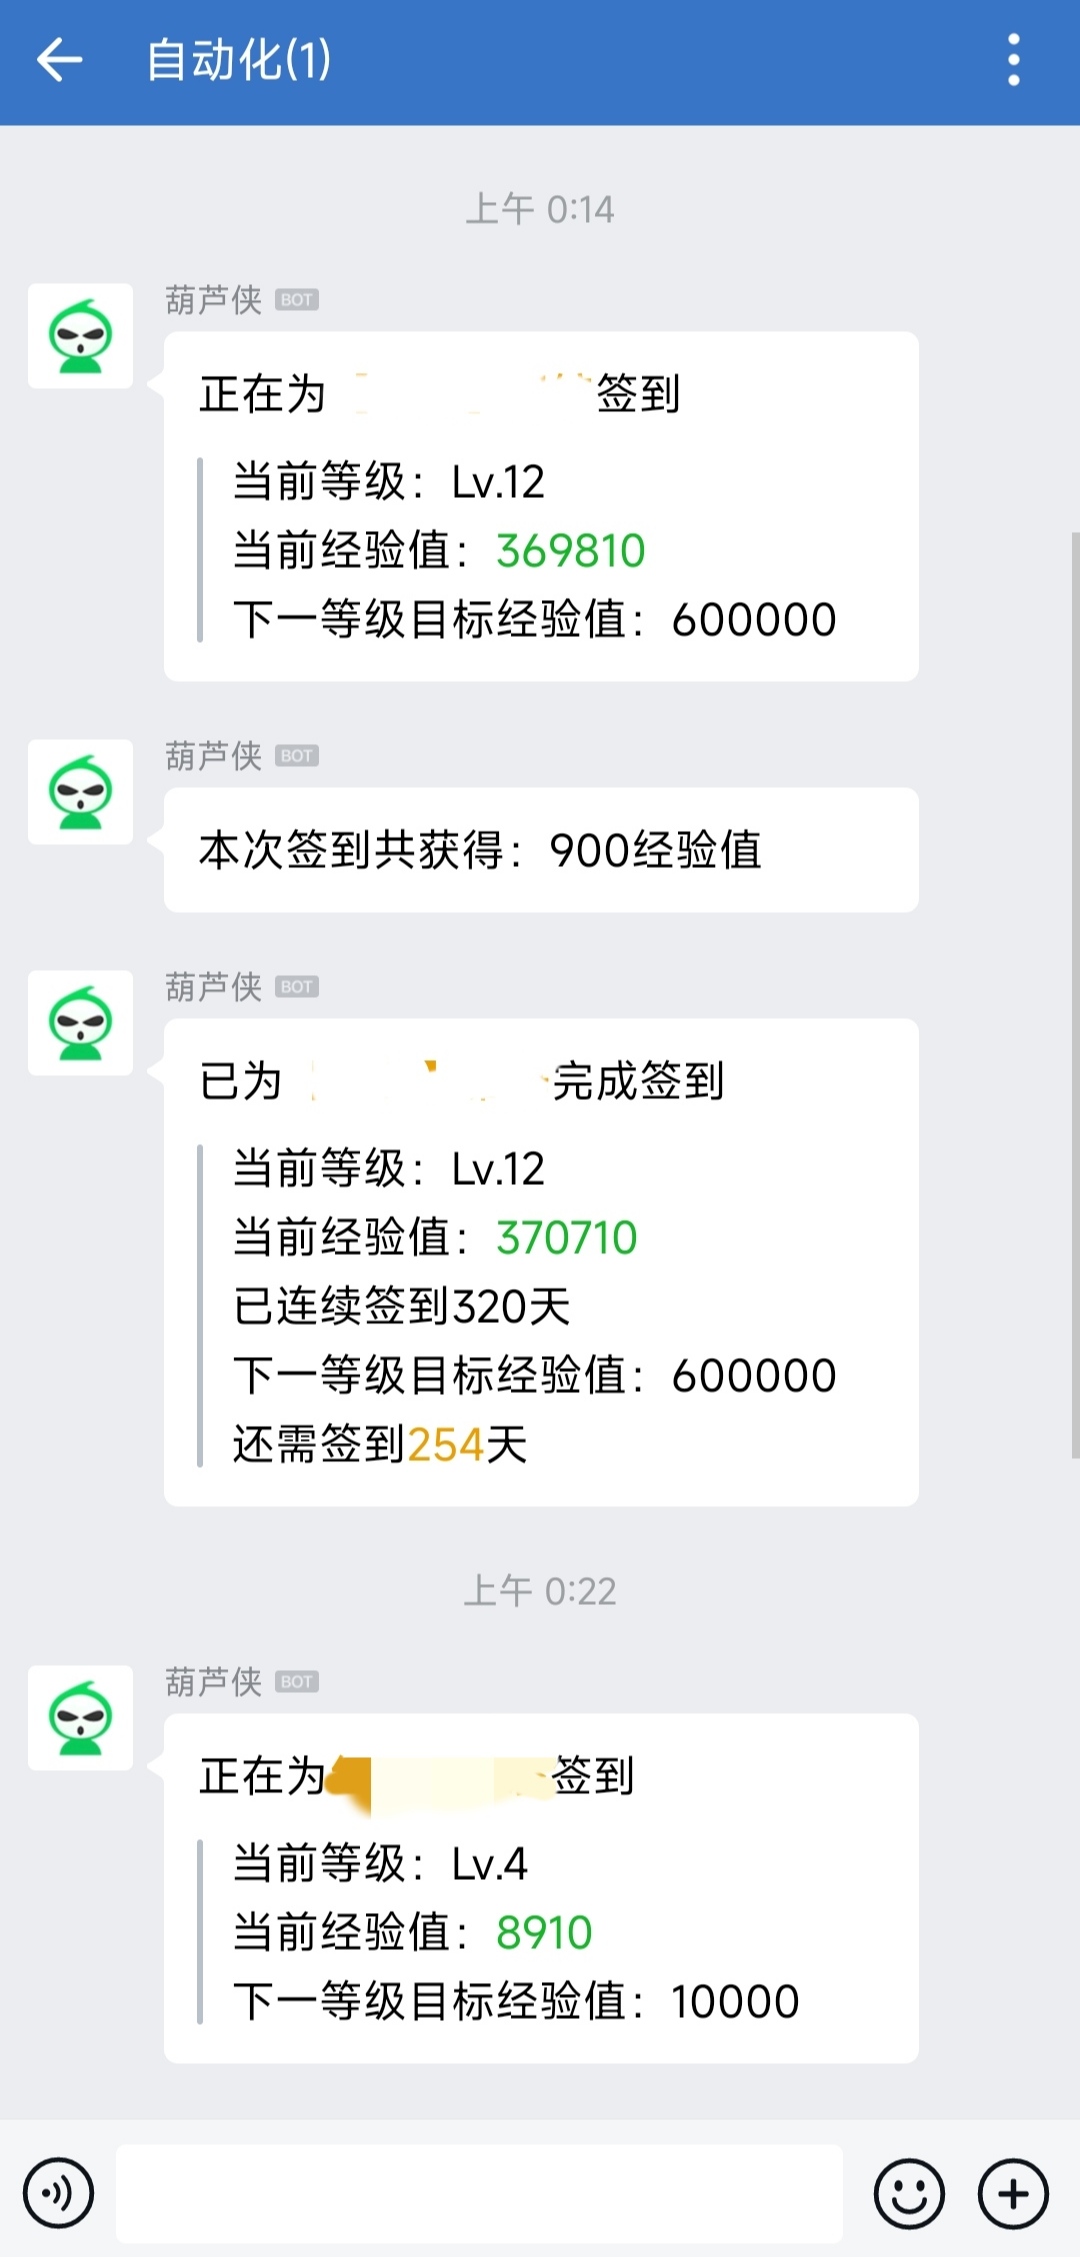 自动化(1)
上午 0:14
葫芦侠 BOT
正在为 签到
当前等级：Lv.12
当前经验值：369810
下一等级目标经验值：600000
葫芦侠 BOT
本次签到共获得：900经验值
葫芦侠 BOT
已为 完成签到
当前等级：Lv.12
当前经验值：370710
已连续签到320天
下一等级目标经验值：600000
还需签到254天
上午 0:22
葫芦侠 BOT
正在为 签到
当前等级：Lv.4
当前经验值：8910
下一等级目标经验值：10000